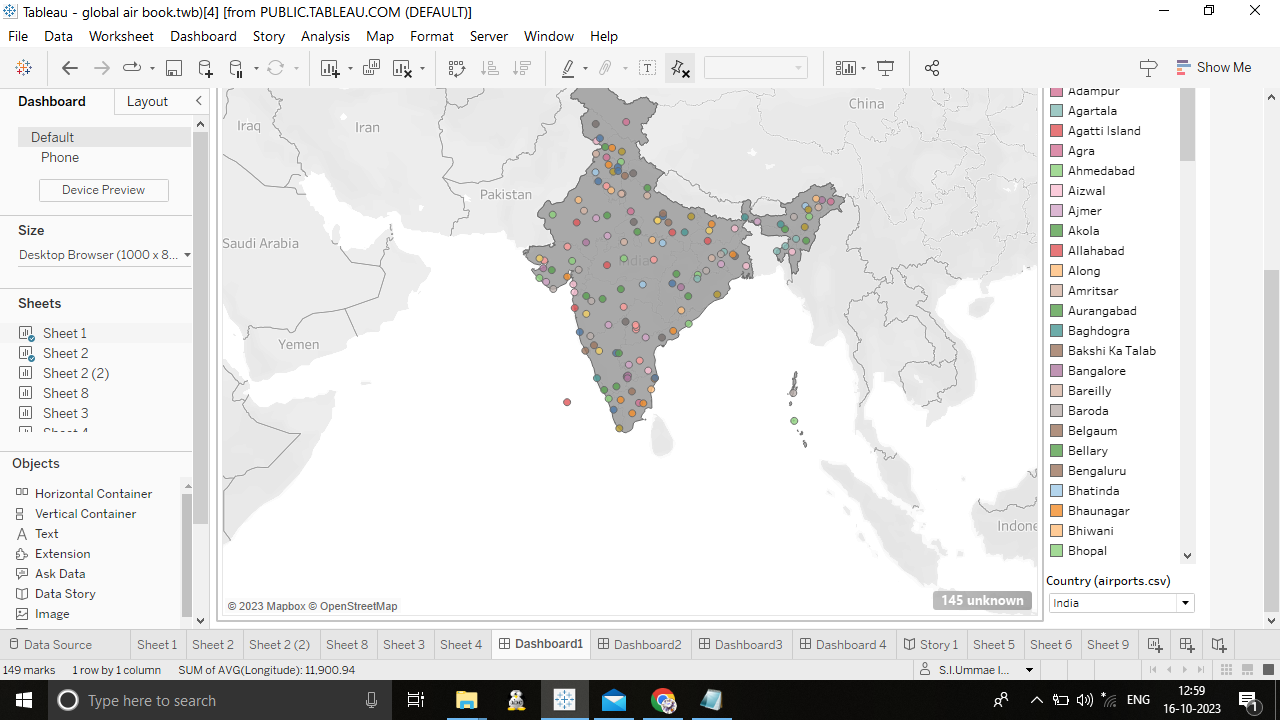 Tableau - global air book.twb)[4] [from PUBLIC.TABLEAU.COM (DEFAULT)]
File Data Worksheet Dashboard Story Analysis Map Format Server Window Help
Show Me
Dashboard Layout
Default
Phone
Device Preview
Size
Desktop Browser (1000 x 8...
Sheets
Sheet 1
Sheet 2
Sheet 2 (2)
Sheet 8
Sheet 3
Sheet 4
Objects
Horizontal Container
Vertical Container
Text
Extension
Ask Data
Data Story
Image
Iraq
Iran
China
Pakistan
Saudi Arabia
India
Yemen
Indone
© 2023 Mapbox © OpenStreetMap
145 unknown
Adampur
Agartala
Agatti Island
Agra
Ahmedabad
Aizwal
Ajmer
Akola
Allahabad
Along
Amritsar
Aurangabad
Baghdogra
Bakshi Ka Talab
Bangalore
Bareilly
Baroda
Belgaum
Bellary
Bengaluru
Bhatinda
Bhaunagar
Bhiwani
Bhopal
Country (airports.csv)
India
Data Source Sheet 1 Sheet 2 Sheet 2 (2) Sheet 8 Sheet 3 Sheet 4 Dashboard1 Dashboard2 Dashboard3 Dashboard 4 Story 1 Sheet 5 Sheet 6 Sheet 9
149 marks 1 row by 1 column SUM of AVG(Longitude): 11,900.94 S.I.Ummae I...
Type here to search
ENG
12:59
16-10-2023
1